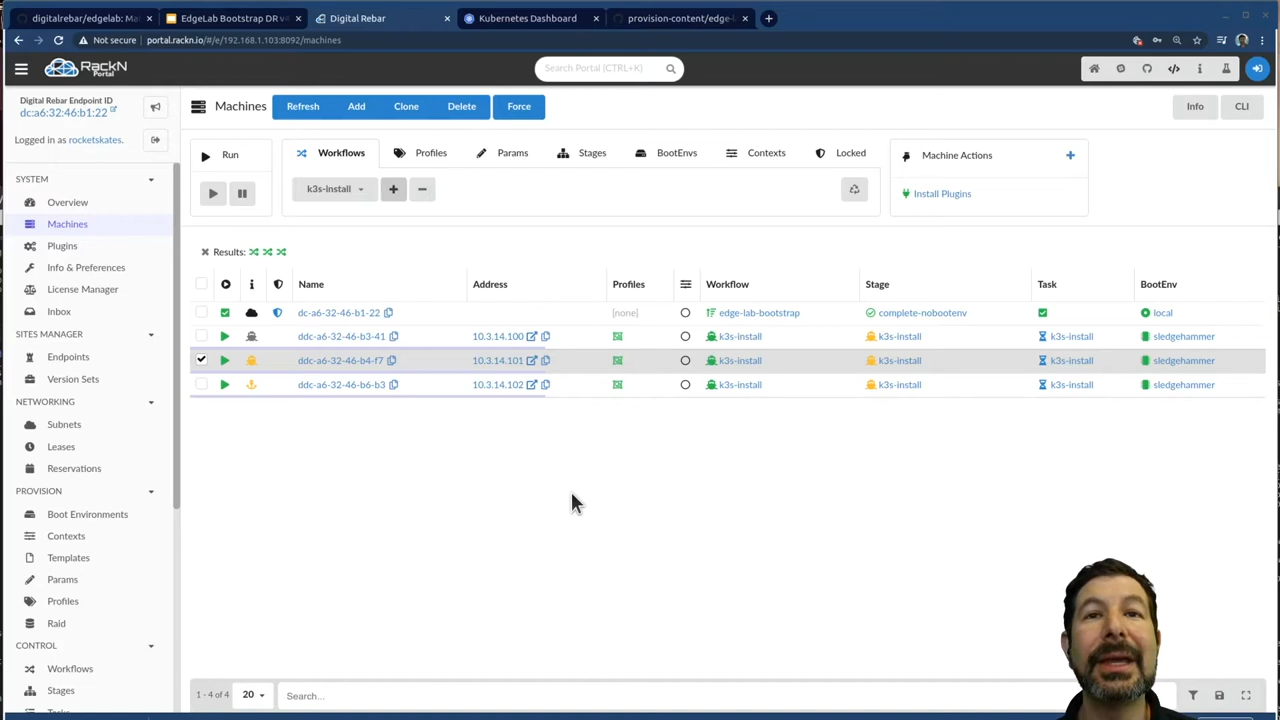 digitalrebar/edgelab: Ma
EdgeLab Bootstrap DR v4
Digital Rebar
Kubernetes Dashboard
provision-content/edge-l
Not secure
portal.rackn.io/#/e/192.168.1.103:8092/machines
RACKN
Portal
Search Portal (CTRL+K)
Digital Rebar Endpoint ID
dc:a6:32:46:b1:22
Logged in as rocketskates.
SYSTEM
Overview
Machines
Plugins
Info & Preferences
License Manager
Inbox
SITES MANAGER
Endpoints
Version Sets
NETWORKING
Subnets
Leases
Reservations
PROVISION
Boot Environments
Contexts
Templates
Params
Profiles
Raid
CONTROL
Workflows
Stages
Machines
Refresh
Add
Clone
Delete
Force
Info
CLI
Run
Workflows
Profiles
Params
Stages
BootEnvs
Contexts
Locked
k3s-install
Machine Actions
Install Plugins
Results:
Name Address Profiles Workflow Stage Task BootEnv
dc-a6-32-46-b1-22 [none] edge-lab-bootstrap complete-nobootenv local
ddc-a6-32-46-b3-41 10.3.14.100 k3s-install k3s-install k3s-install sledgehammer
ddc-a6-32-46-b4-f7 10.3.14.101 k3s-install k3s-install k3s-install sledgehammer
ddc-a6-32-46-b6-b3 10.3.14.102 k3s-install k3s-install k3s-install sledgehammer
1 - 4 of 4
20
Search...